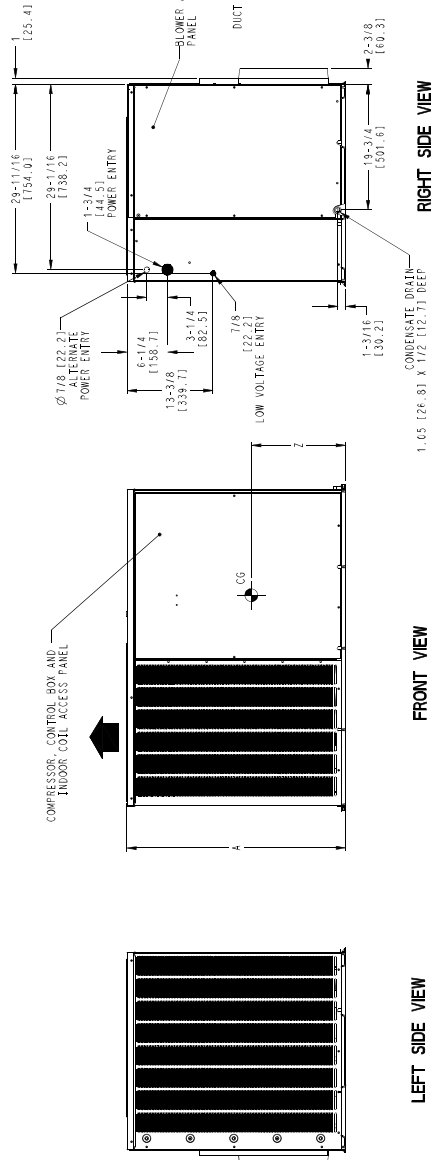 LEFT SIDE VIEW
COMPRESSOR, CONTROL BOX AND
INDOOR COIL ACCESS PANEL
A
CG
Z
FRONT VIEW
Ø 7/8 [22.2]
ALTERNATE
POWER ENTRY
6-1/4
[158.7]
13-3/8
[339.7]
3-1/4
[82.5]
7/8
[22.2]
LOW VOLTAGE ENTRY
1-3/4
[44.5]
POWER ENTRY
29-11/16
[754.0]
29-1/16
[738.2]
1
[25.4]
BLOWER
PANEL
DUCT
2-3/8
[60.3]
19-3/4
[501.6]
1-3/16
[30.2]
CONDENSATE DRAIN
1.05 [26.8] X 1/2 [12.7] DEEP
RIGHT SIDE VIEW